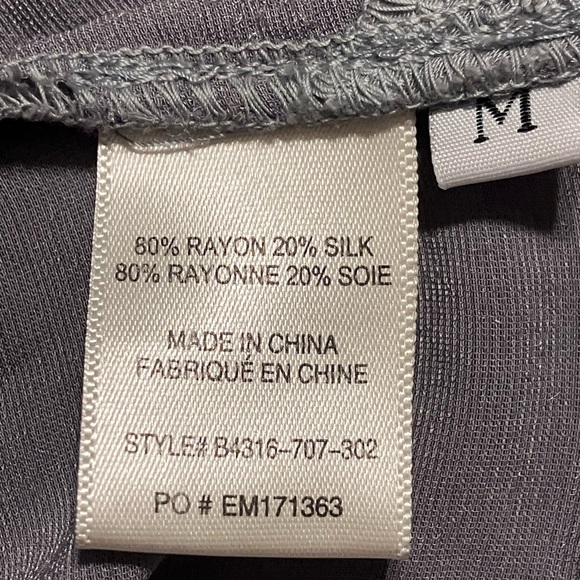 M
80% RAYON 20% SILK
80% RAYONNE 20% SOIE
MADE IN CHINA
FABRIQUÉ EN CHINE
STYLE# B4316-707-302
PO # EM171363